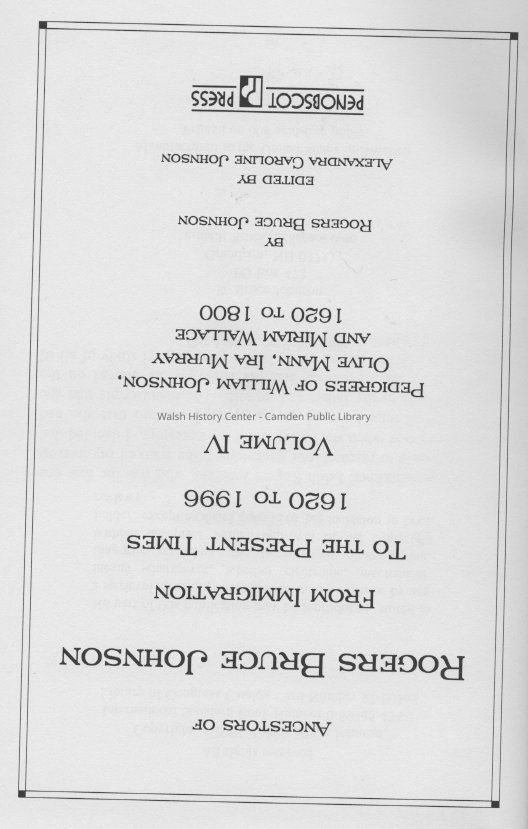 ANCESTORS OF
ROGERS BRUCE JOHNSON
FROM IMMIGRATION
TO THE PRESENT TIMES
1620 TO 1996
VOLUME IV
Walsh History Center - Camden Public Library
PEDIGREES OF WILLIAM JOHNSON,
OLIVE MANN, IRA MURRAY
AND MIRIAM WALLACE
1620 TO 1800
BY
ROGERS BRUCE JOHNSON
EDITED BY
ALEXANDRA CAROLINE JOHNSON
PENOBSCOT PRESS